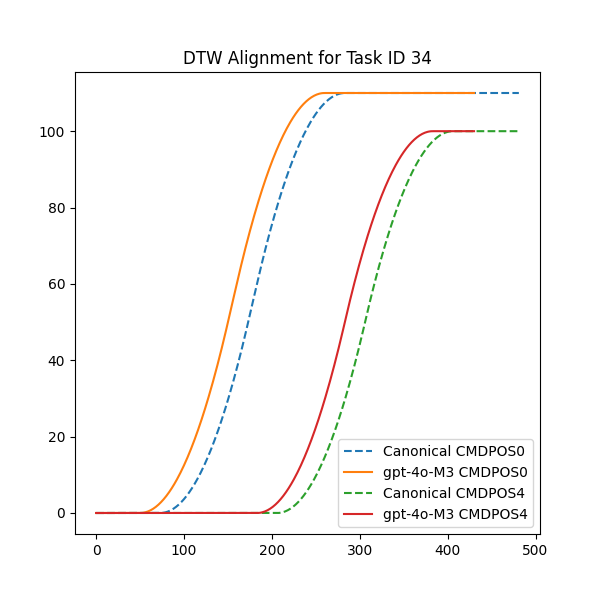 DTW Alignment for Task ID 34
100
80
60
40
20
0
Canonical CMDPOS0
gpt-4o-M3 CMDPOS0
Canonical CMDPOS4
gpt-4o-M3 CMDPOS4
0 100 200 300 400 500